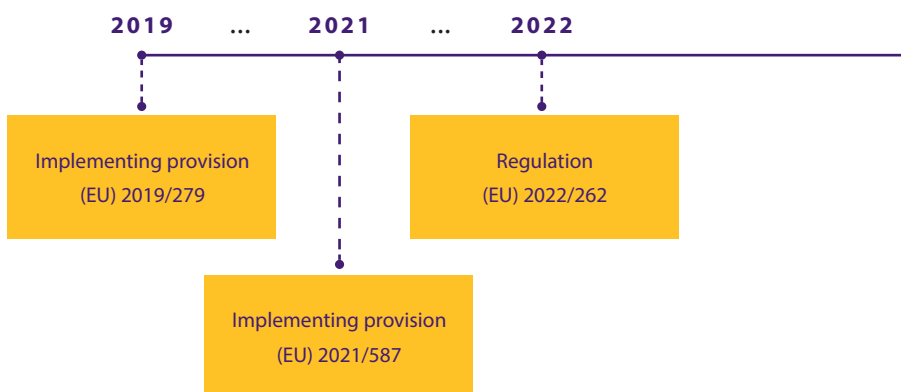 2019 ... 2021 ... 2022
Implementing provision
(EU) 2019/279
Regulation
(EU) 2022/262
Implementing provision
(EU) 2021/587